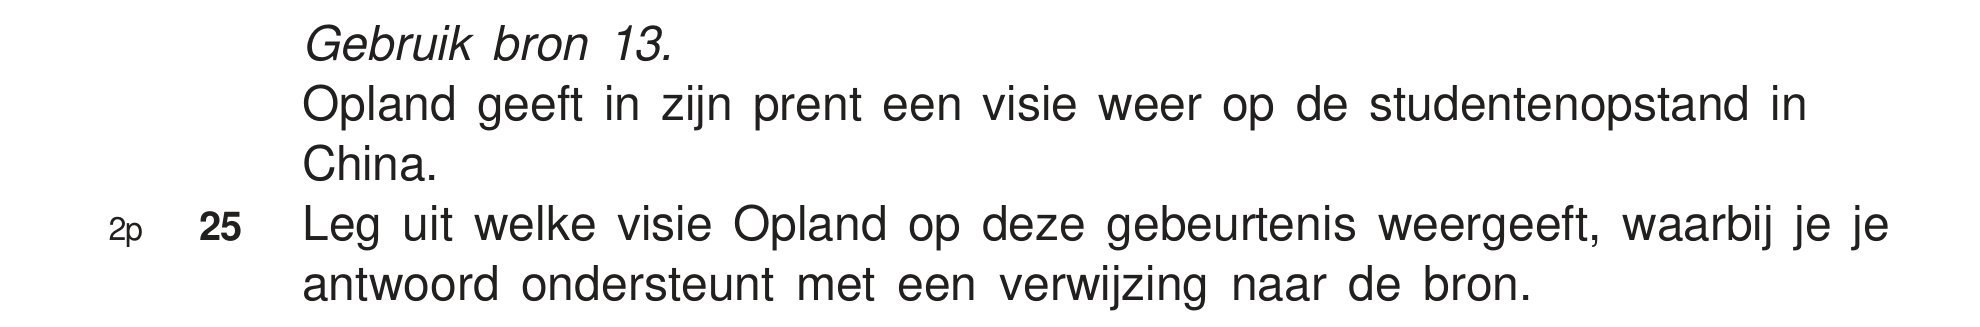 Gebruik bron 13.
Opland geeft in zijn prent een visie weer op de studentenopstand in
China.
2p 25 Leg uit welke visie Opland op deze gebeurtenis weergeeft, waarbij je je
antwoord ondersteunt met een verwijzing naar de bron.